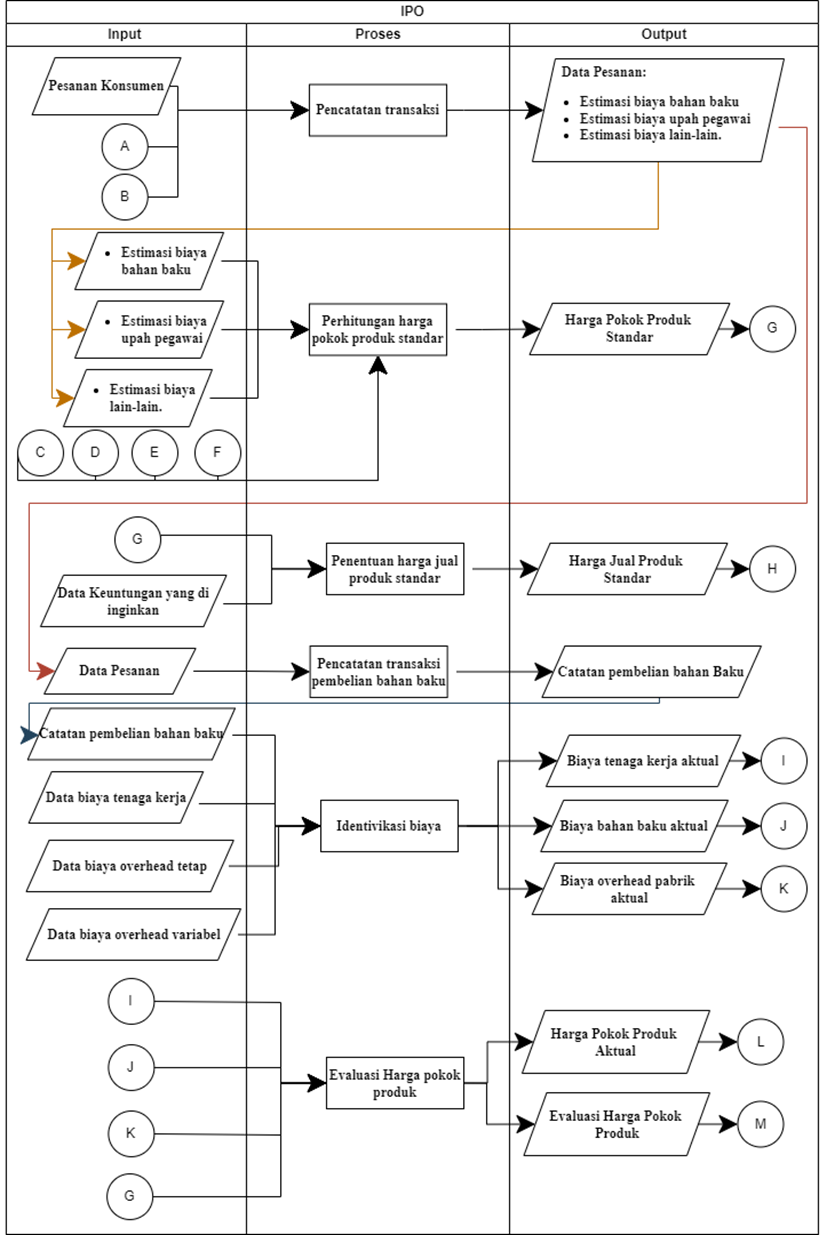 IPO
Input
Proses
Output
Pesanan Konsumen
A
B
Pencatatan transaksi
Data Pesanan:
• Estimasi biaya bahan baku
• Estimasi biaya upah pegawai
• Estimasi biaya lain-lain.
• Estimasi biaya
bahan baku
• Estimasi biaya
upah pegawai
• Estimasi biaya
lain-lain.
C
D
E
F
Perhitungan harga
pokok produk standar
Harga Pokok Produk
Standar
G
G
Data Keuntungan yang di
inginkan
Penentuan harga jual
produk standar
Harga Jual Produk
Standar
H
Data Pesanan
Pencatatan transaksi
pembelian bahan baku
Catatan pembelian bahan Baku
Catatan pembelian bahan baku
Data biaya tenaga kerja
Data biaya overhead tetap
Data biaya overhead variabel
Identivikasi biaya
Biaya tenaga kerja aktual
I
Biaya bahan baku aktual
J
Biaya overhead pabrik
aktual
K
I
J
K
G
Evaluasi Harga pokok
produk
Harga Pokok Produk
Aktual
L
Evaluasi Harga Pokok
Produk
M